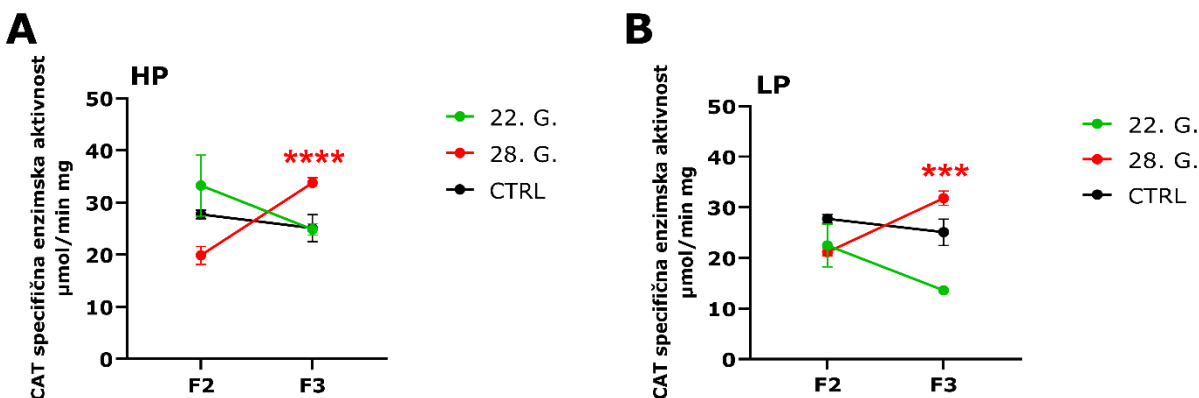 A
HP
CAT specifična enzimska aktivnost
µmol/min mg
50
40
30
20
10
0
F2
F3
****
22. G.
28. G.
CTRL
B
LP
CAT specifična enzimska aktivnost
µmol/min mg
50
40
30
20
10
0
F2
F3
***
22. G.
28. G.
CTRL